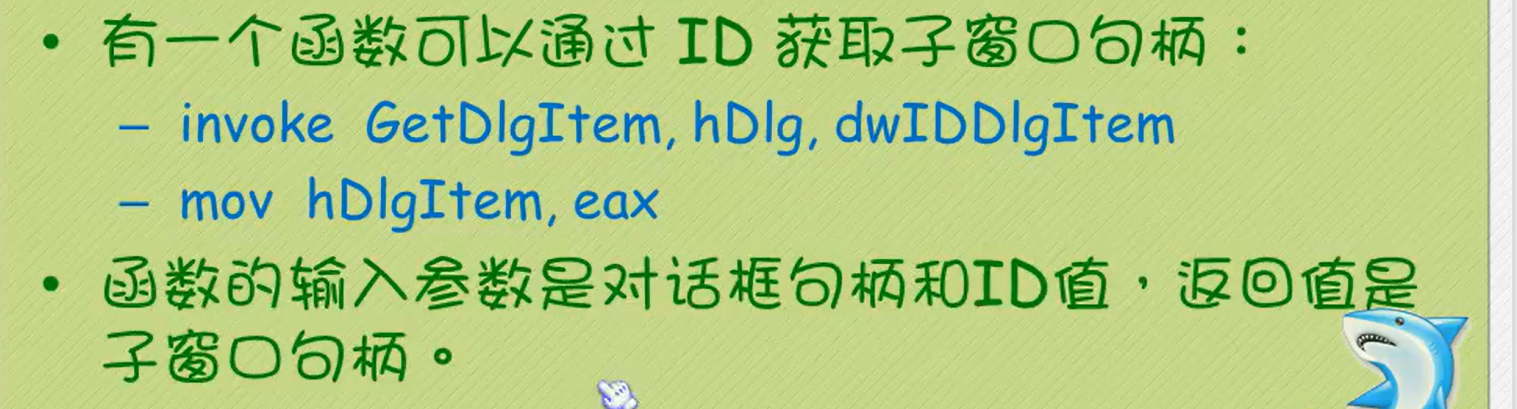 • 有一个函数可以通过 ID 获取子窗口句柄：
– invoke GetDlgItem, hDlg, dwIDDlgItem
– mov hDlgItem, eax
• 函数的输入参数是对话框句柄和ID值，返回值是
子窗口句柄。